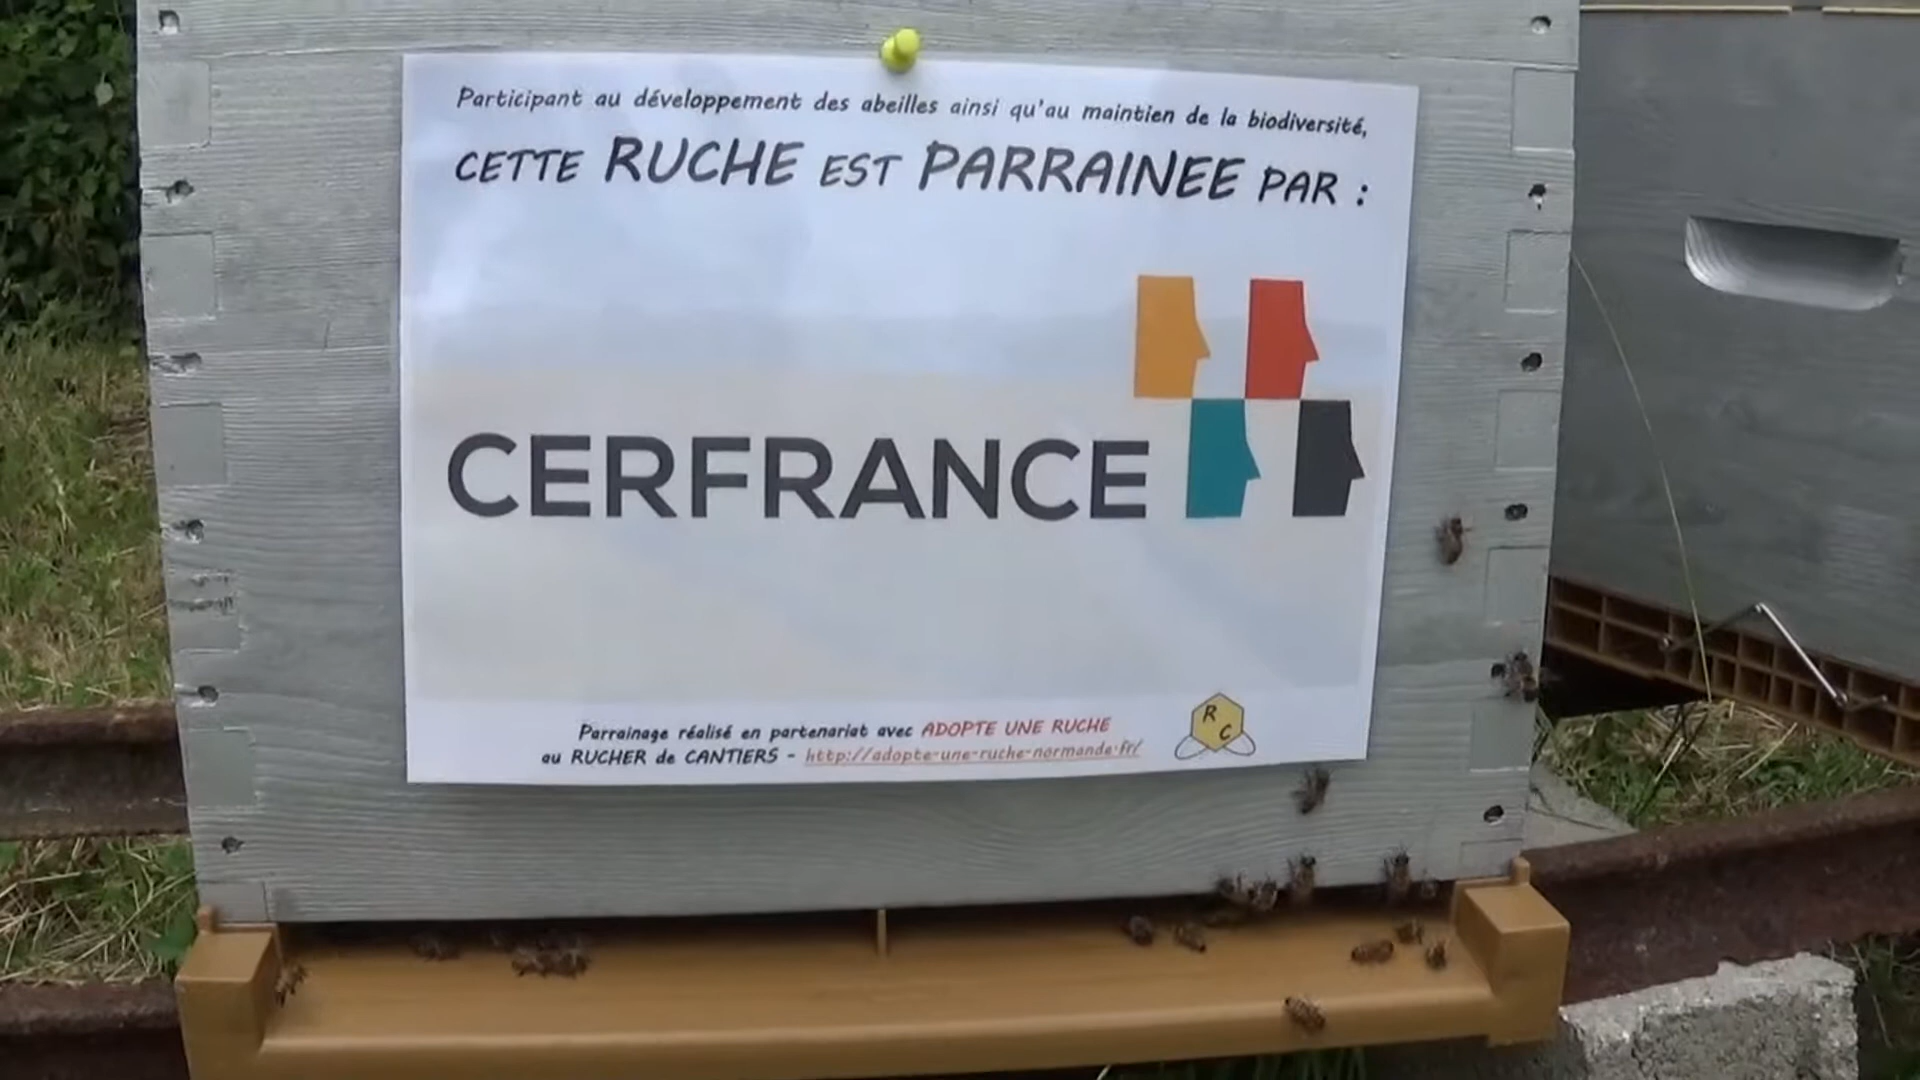 Participant au développement des abeilles ainsi qu'au maintien de la biodiversité,
CETTE RUCHE EST PARRAINEE PAR :
CERFRANCE
Parrainage réalisé en partenariat avec ADOPTE UNE RUCHE
au RUCHER de CANTIERS - http://adopte-une-ruche-normande.fr/
R
C